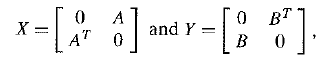 X = [ 0 A ; A^T 0 ] and Y = [ 0 B^T ; B 0 ],